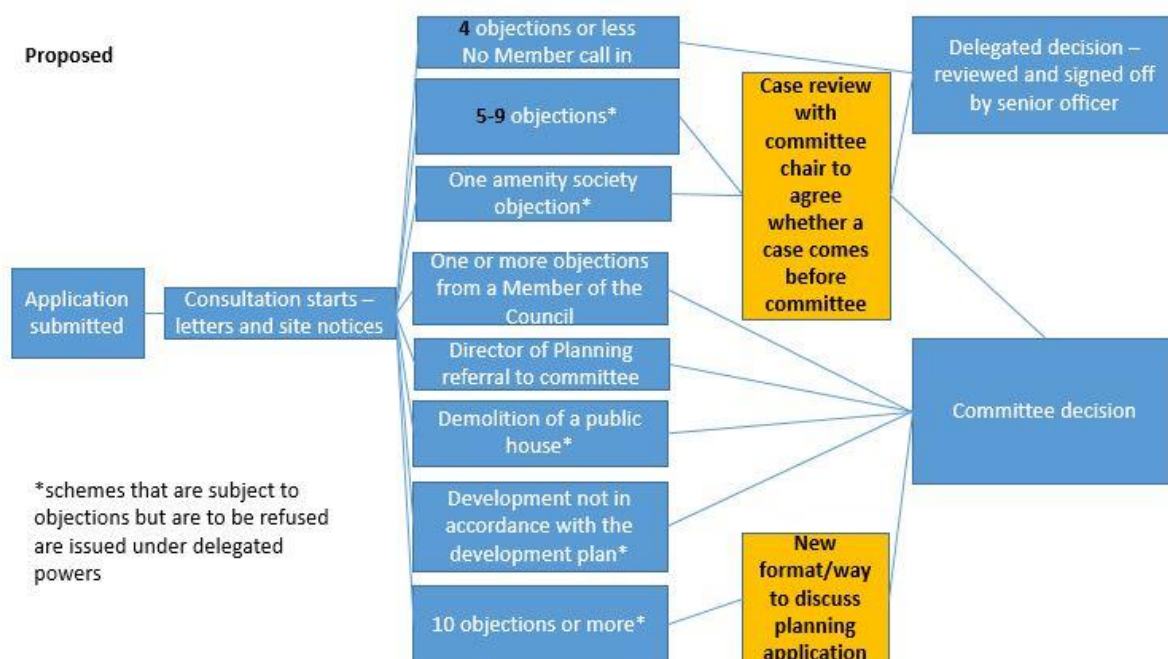 Proposed
4 objections or less
No Member call in
Delegated decision –
reviewed and signed off
by senior officer
5-9 objections*
Case review
with
committee
chair to
agree
whether a
case comes
before
committee
One amenity society
objection*
One or more objections
from a Member of the
Council
Application
submitted
Consultation starts –
letters and site notices
Director of Planning
referral to committee
Committee decision
Demolition of a public
house*
*schemes that are subject to
objections but are to be refused
are issued under delegated
powers
Development not in
accordance with the
development plan*
10 objections or more*
New
format/way
to discuss
planning
application